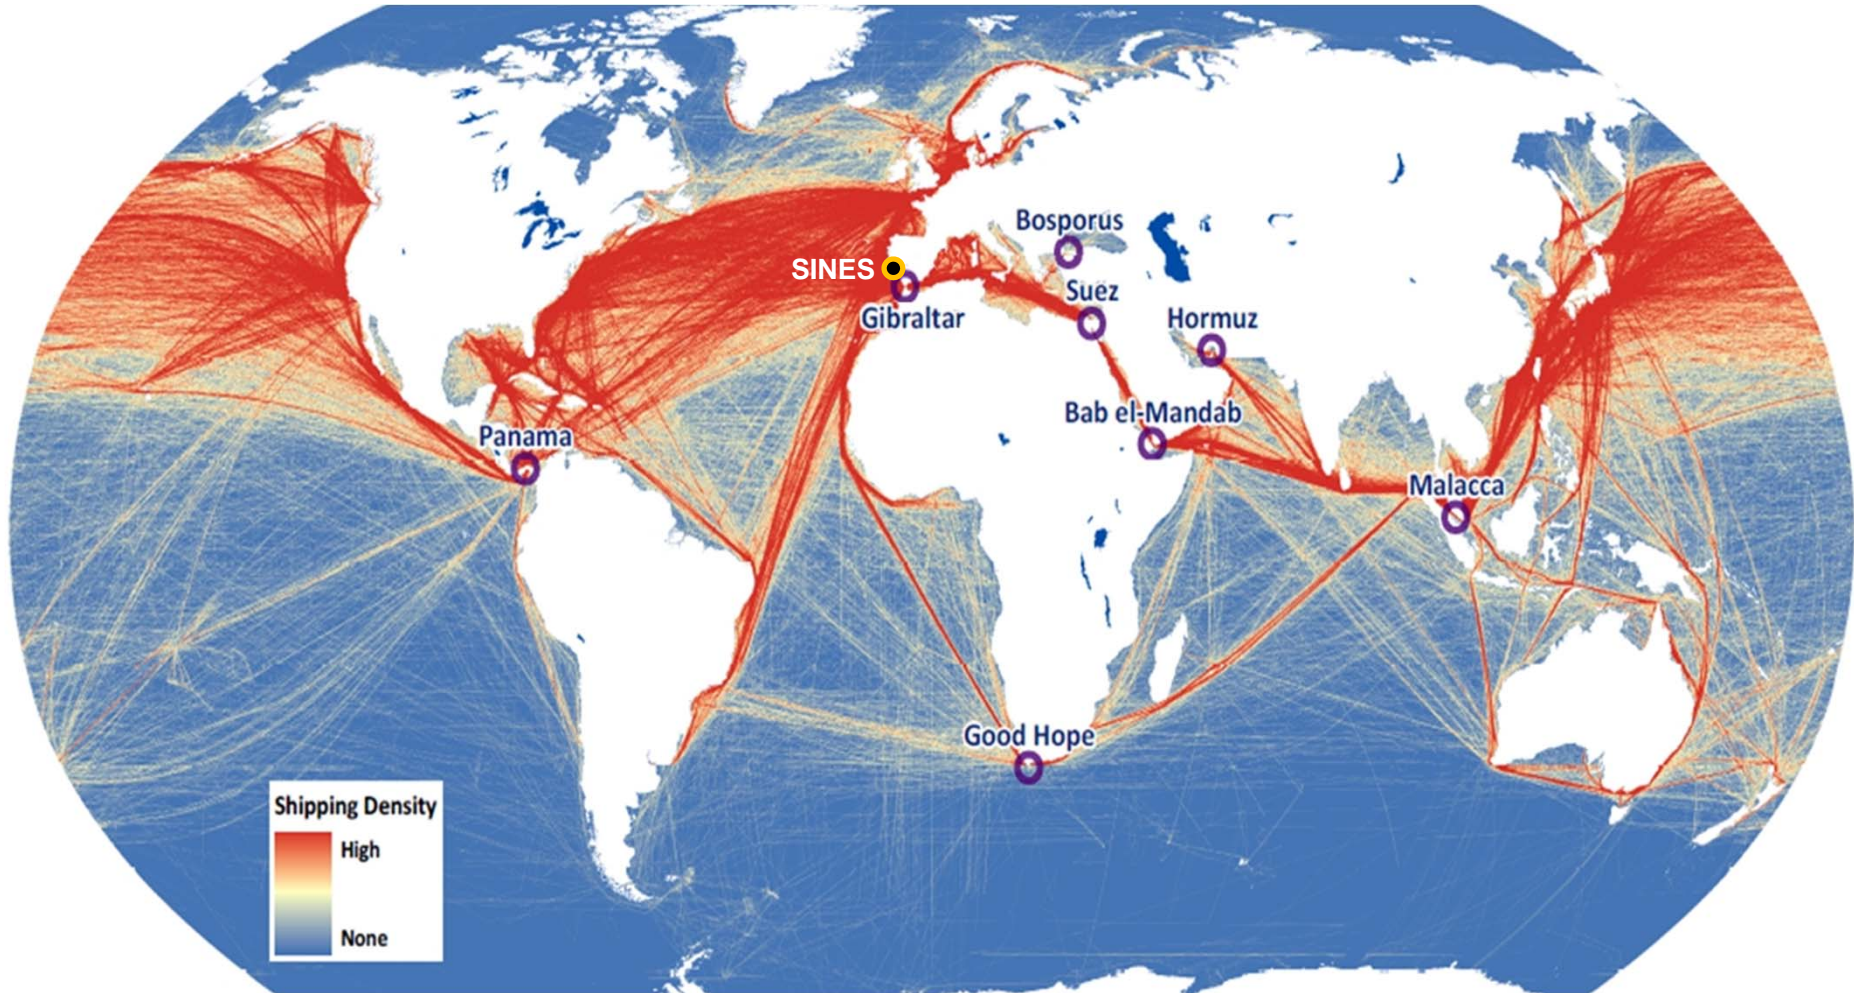 Bosporus
SINES
Suez
Gibraltar
Hormuz
Bab el-Mandab
Panama
Malacca
Good Hope
Shipping Density
High
None